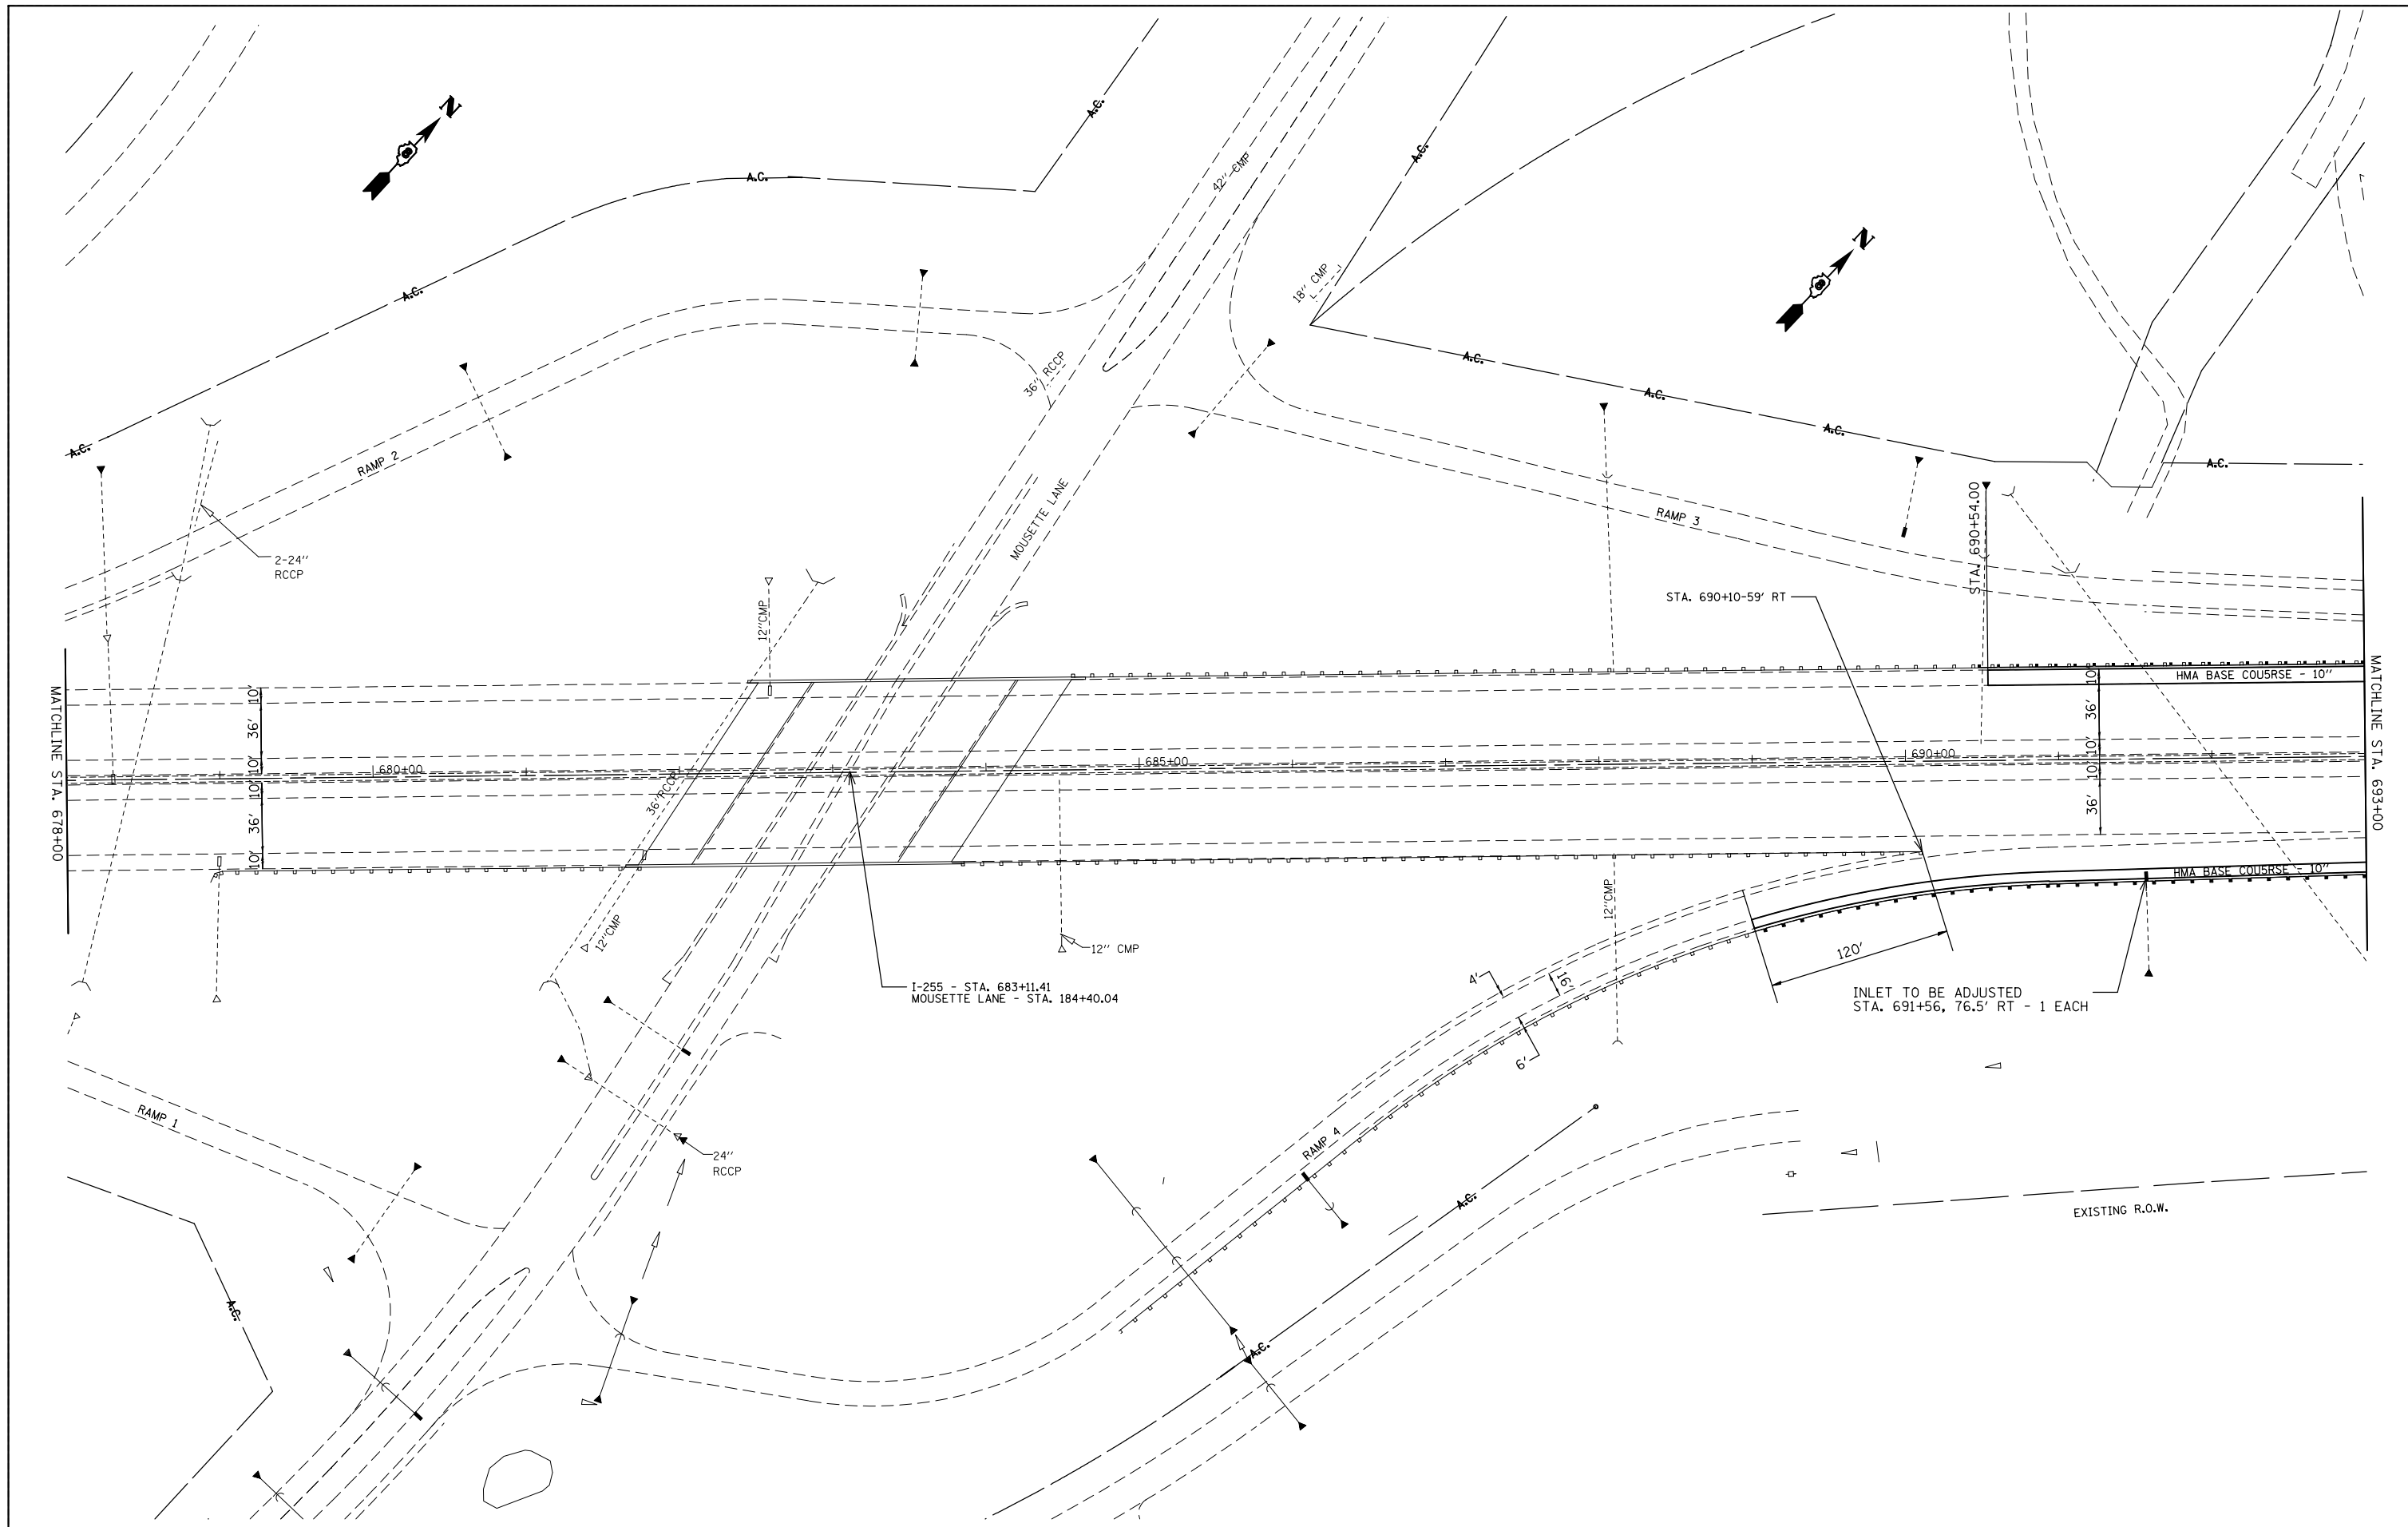 N
A.C.
A.C.
42" CMP
A.C.
18" CMP
N
A.C.
A.C.
36" RCCP
A.C.
A.C.
A.C.
A.C.
A.C.
RAMP 2
MOUSETTE LANE
RAMP 3
STA. 690+54.00
2-24"
RCCP
12"CMP
STA. 690+10-59' RT
HMA BASE COU5RSE - 10"
MATCHLINE STA. 678+00
10'
36'
10'
10'
36'
10'
680+00
685+00
690+00
36"RCCP
10'
36'
10'
10'
36'
MATCHLINE STA. 693+00
HMA BASE COU5RSE - 10"
12"CMP
12" CMP
12"CMP
120'
4'
16'
6'
I-255 - STA. 683+11.41
MOUSETTE LANE - STA. 184+40.04
INLET TO BE ADJUSTED
STA. 691+56, 76.5' RT - 1 EACH
RAMP 1
24"
RCCP
RAMP 4
A.C.
EXISTING R.O.W.
A.C.
A.C.